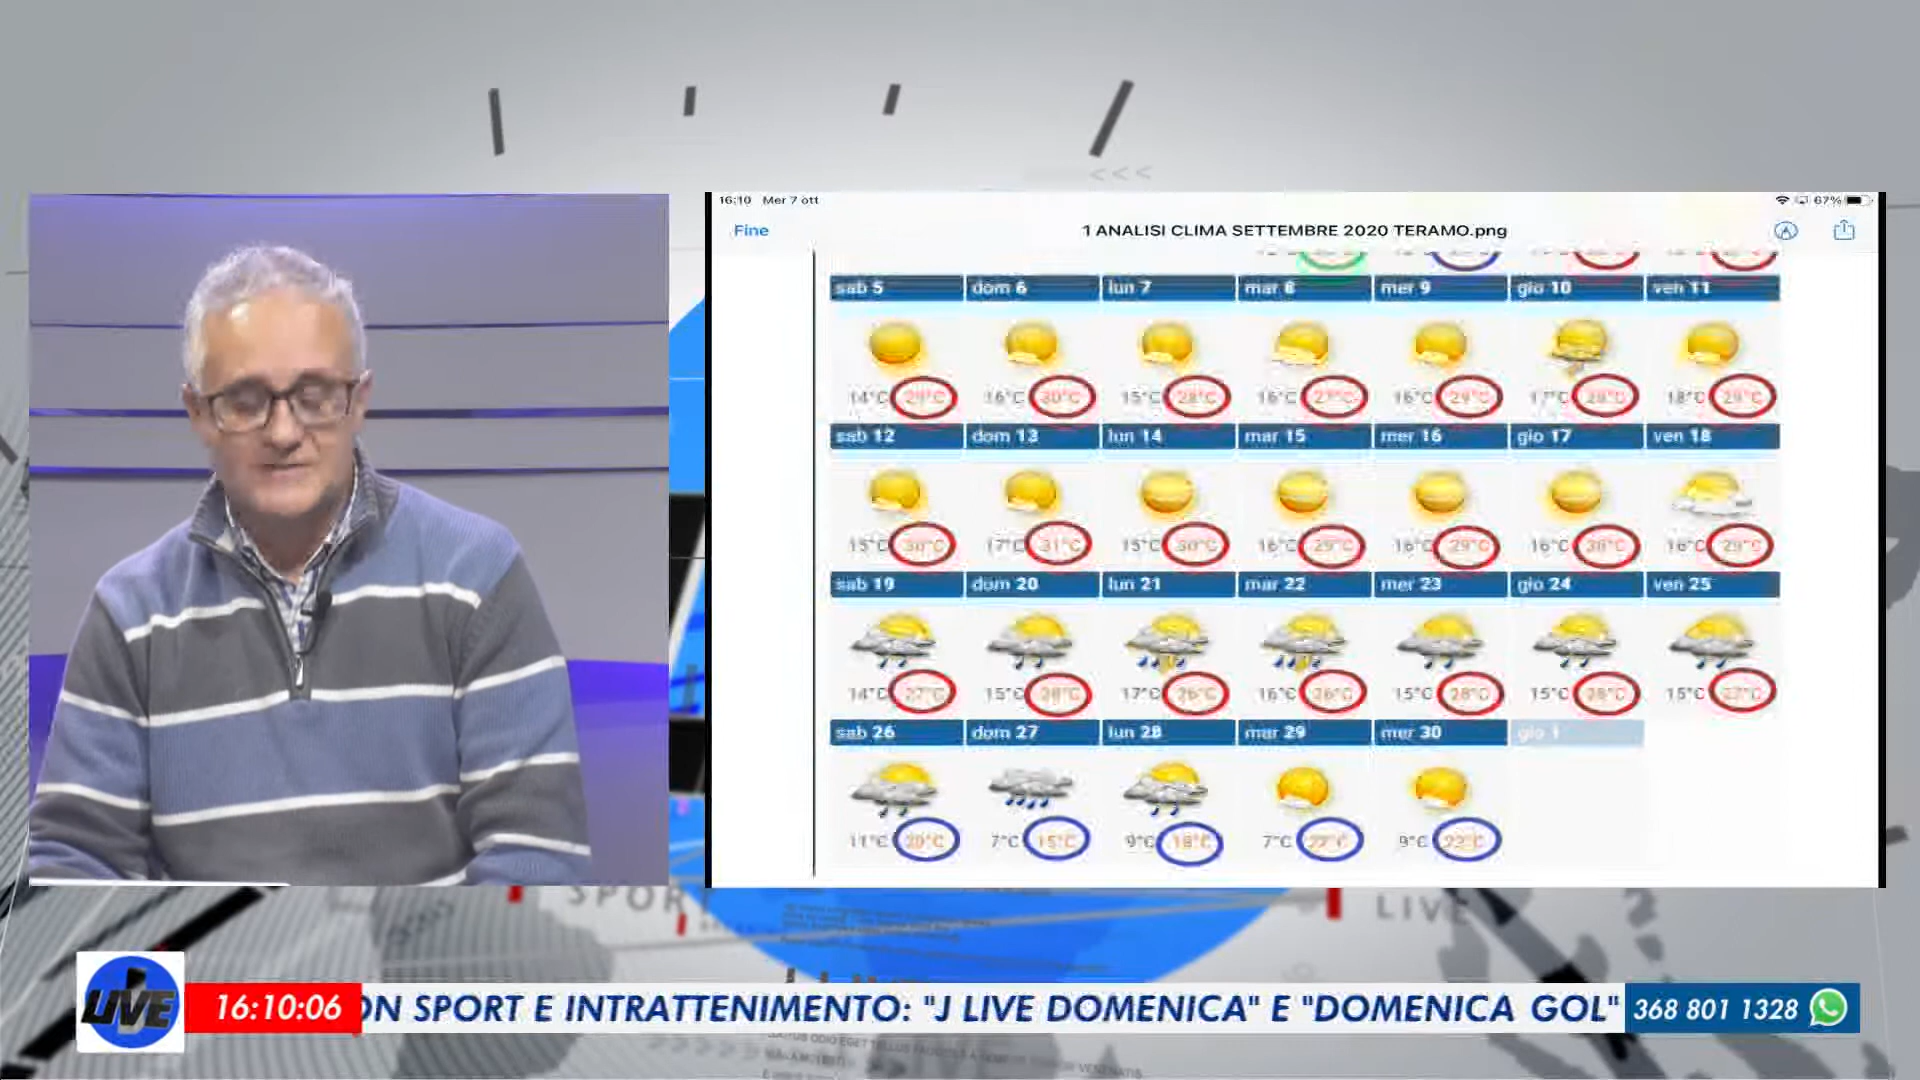 <<<
16:10 Mer 7 ott
67%
Fine
1 ANALISI CLIMA SETTEMBRE 2020 TERAMO.png
sab 5 dom 6 lun 7 mar 8 mer 9 gio 10 ven 11
14°C 29°C 16°C 30°C 15°C 28°C 16°C 27°C 16°C 29°C 17°C 28°C 18°C 29°C
sab 12 dom 13 lun 14 mar 15 mer 16 gio 17 ven 18
15°C 30°C 17°C 31°C 15°C 30°C 16°C 29°C 16°C 29°C 16°C 30°C 16°C 29°C
sab 19 dom 20 lun 21 mar 22 mer 23 gio 24 ven 25
14°C 27°C 15°C 28°C 17°C 26°C 16°C 26°C 15°C 28°C 15°C 28°C 15°C 27°C
sab 26 dom 27 lun 28 mar 29 mer 30 gio 1
11°C 20°C 7°C 15°C 9°C 18°C 7°C 22°C 9°C 22°C
SPORT
LIVE
J LIVE
16:10:06
ON SPORT E INTRATTENIMENTO: "J LIVE DOMENICA" E "DOMENICA GOL"
368 801 1328